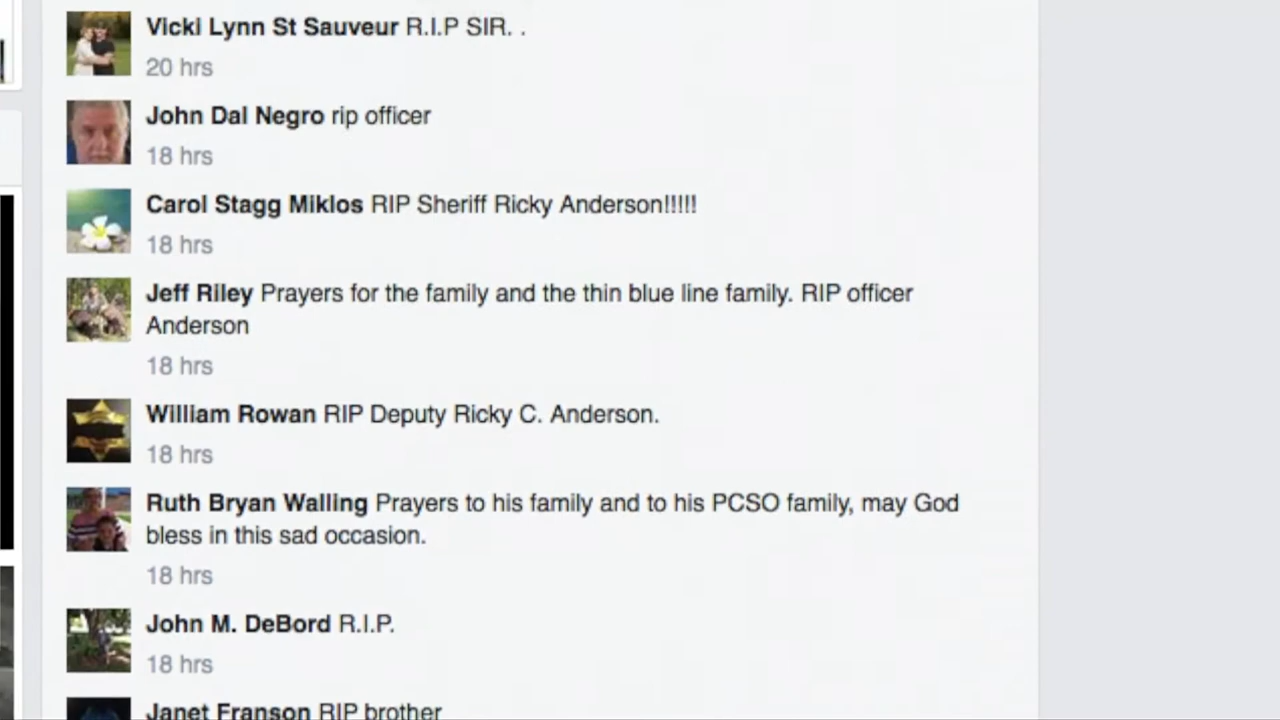 Vicki Lynn St Sauveur R.I.P SIR. .
20 hrs
John Dal Negro rip officer
18 hrs
Carol Stagg Miklos RIP Sheriff Ricky Anderson!!!!!
18 hrs
Jeff Riley Prayers for the family and the thin blue line family. RIP officer
Anderson
18 hrs
William Rowan RIP Deputy Ricky C. Anderson.
18 hrs
Ruth Bryan Walling Prayers to his family and to his PCSO family, may God
bless in this sad occasion.
18 hrs
John M. DeBord R.I.P.
18 hrs
Janet Franson RIP brother